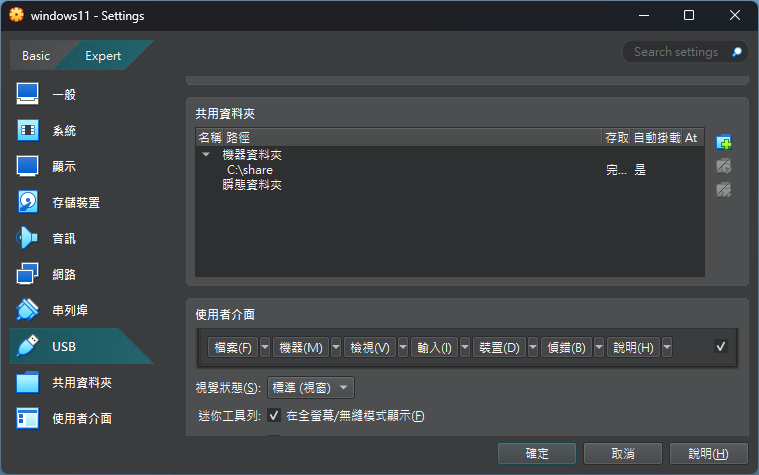 windows11 - Settings
Basic Expert Search settings
一般
系統
顯示
存儲裝置
音訊
網路
串列埠
USB
共用資料夾
使用者介面
共用資料夾
名稱 路徑 存取 自動掛載 At
機器資料夾
C:\share 完... 是
瞬態資料夾
使用者介面
檔案(F) 機器(M) 檢視(V) 輸入(I) 裝置(D) 偵錯(B) 說明(H)
視覺狀態(S): 標準 (視窗)
迷你工具列: 在全螢幕/無縫模式顯示(F)
確定 取消 說明(H)